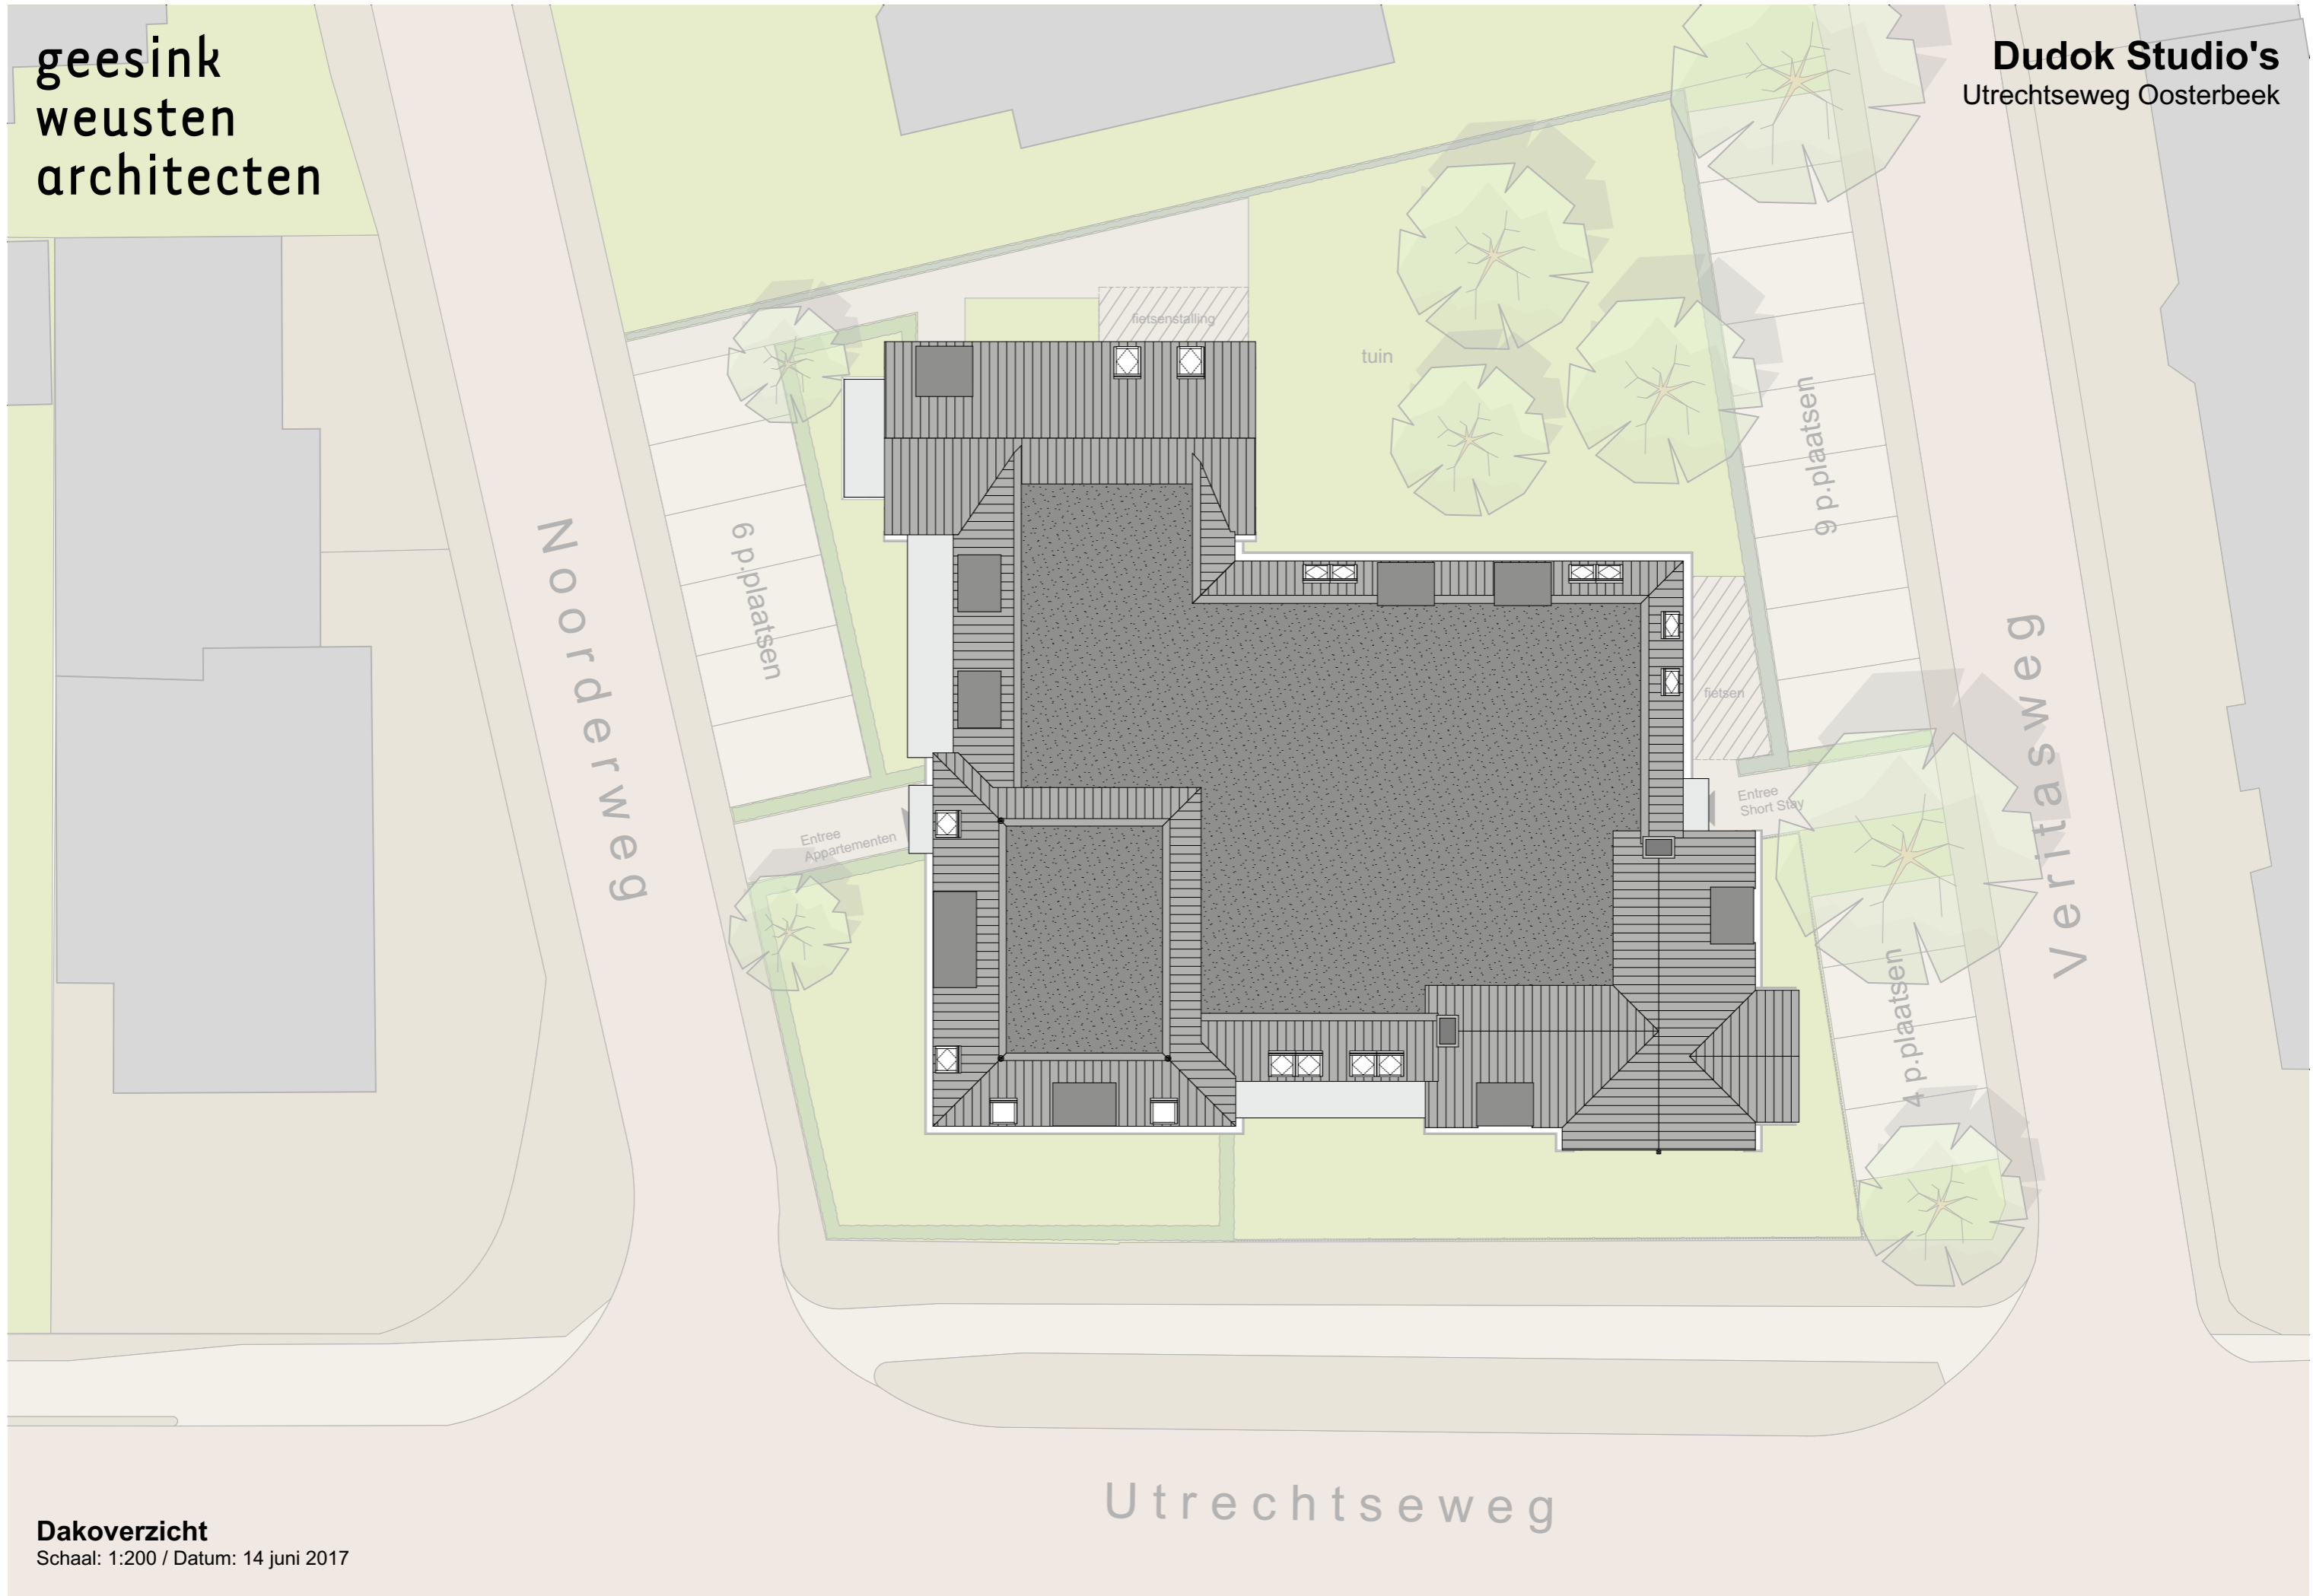 geesink
weusten
architecten
Dudok Studio's
Utrechtseweg Oosterbeek
fietsenstalling
tuin
9 p.plaatsen
Noorderweg
6 p.plaatsen
fietsen
Veritasweg
Entree
Short Stay
Entree
Appartementen
4 p.plaatsen
Utrechtseweg
Dakoverzicht
Schaal: 1:200 / Datum: 14 juni 2017